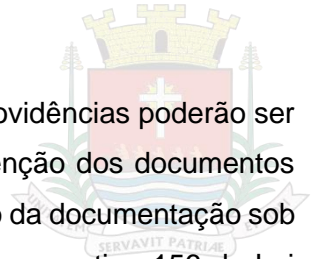 ovidências poderão ser
enção dos documentos
o da documentação sob
SERVAVIT PATRIAE